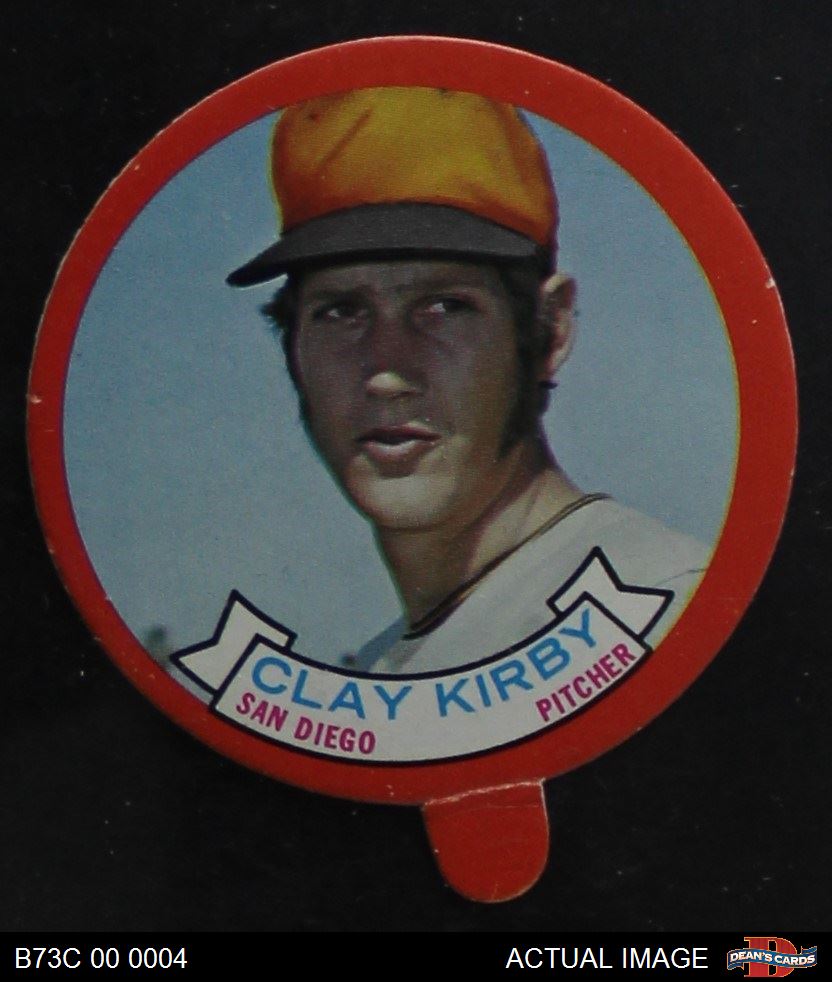 CLAY KIRBY
SAN DIEGO
PITCHER
B73C 00 0004
ACTUAL IMAGE
D
DEAN'S CARDS